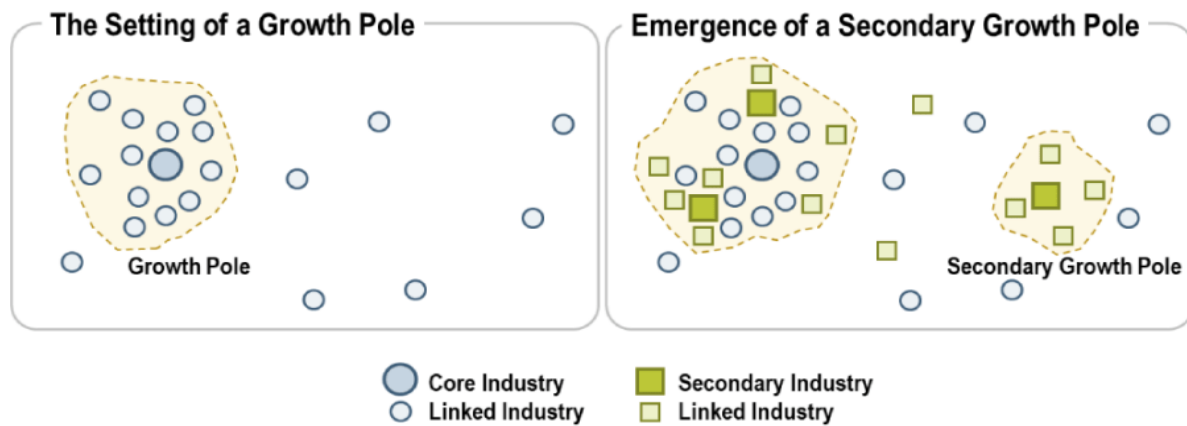 The Setting of a Growth Pole
Growth Pole
Emergence of a Secondary Growth Pole
Secondary Growth Pole
Core Industry
Linked Industry
Secondary Industry
Linked Industry